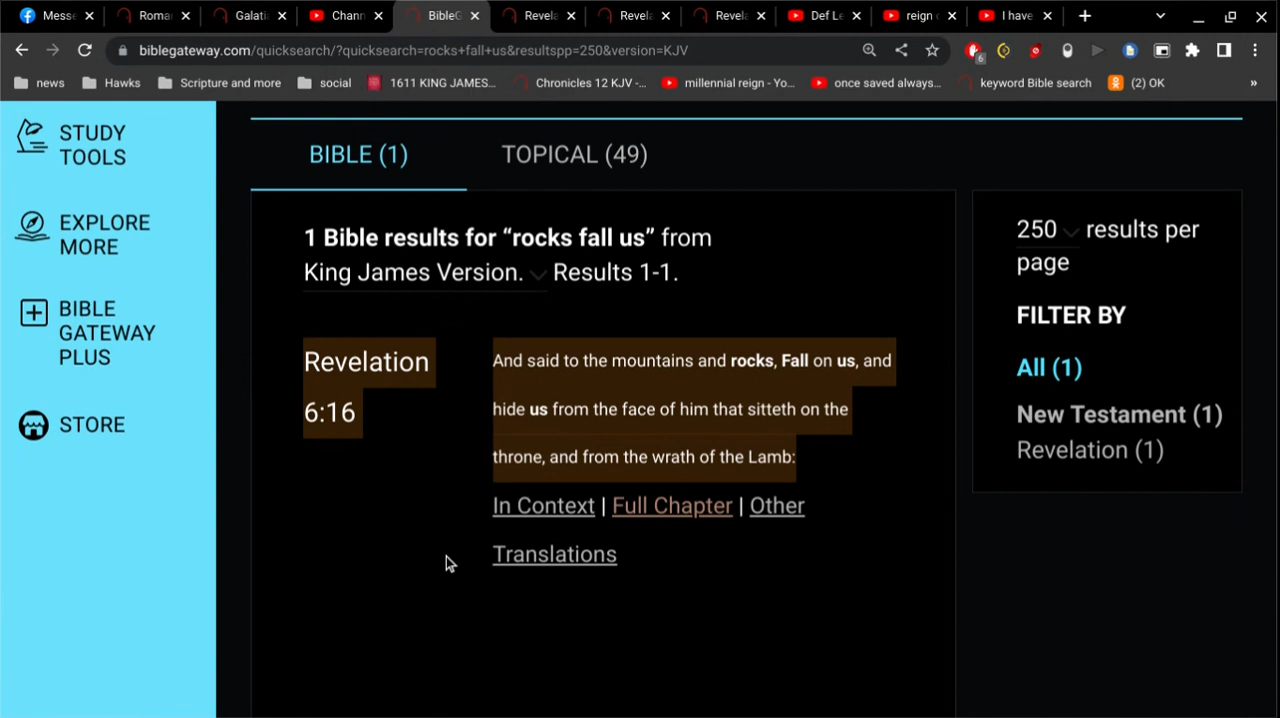 Messe
Roma
Galati
Chann
BibleG
Revela
Revela
Revela
Def Le
reign
I have
biblegateway.com/quicksearch/?quicksearch=rocks+fall+us&resultspp=250&version=KJV
6
news
Hawks
Scripture and more
social
1611 KING JAMES...
Chronicles 12 KJV -...
millennial reign - Yo...
once saved always...
keyword Bible search
(2) OK
»
STUDY
TOOLS
EXPLORE
MORE
BIBLE
GATEWAY
PLUS
STORE
BIBLE (1)
TOPICAL (49)
1 Bible results for “rocks fall us” from
King James Version. Results 1-1.
Revelation
6:16
And said to the mountains and rocks, Fall on us, and
hide us from the face of him that sitteth on the
throne, and from the wrath of the Lamb:
In Context | Full Chapter | Other
Translations
250 results per
page
FILTER BY
All (1)
New Testament (1)
Revelation (1)